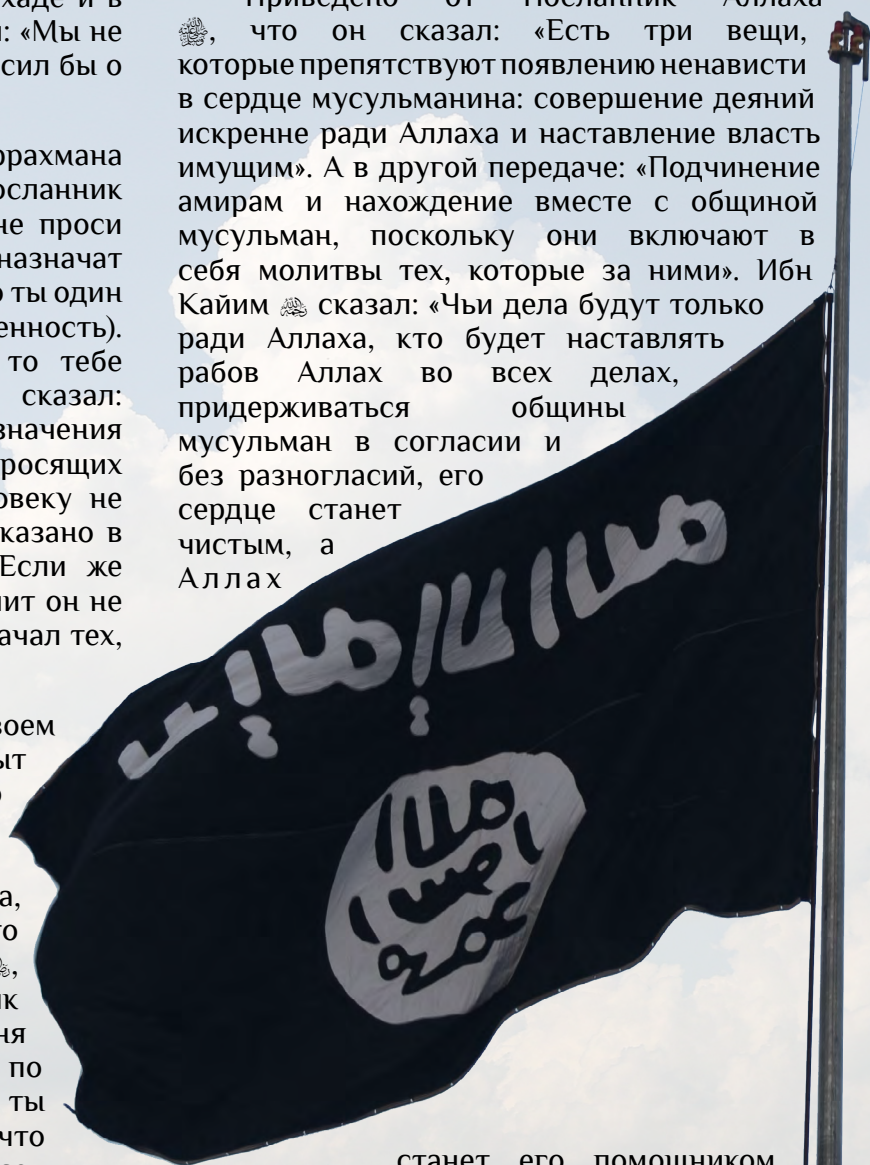 хаде и в
: «Мы не
сил бы о
рахмана
осланник
не проси
назначат
ты один
енность).
то тебе
сказал:
значения
росящих
овеку не
казано в
Если же
ит он не
ачал тех,
воем
ыт
а,
го
ик
ня
по
ты
что
Приведено от Посланник Аллаха
ﷺ, что он сказал: «Есть три вещи,
которые препятствуют появлению ненависти
в сердце мусульманина: совершение деяний
искренне ради Аллаха и наставление власть
имущим». А в другой передаче: «Подчинение
амирам и нахождение вместе с общиной
мусульман, поскольку они включают в
себя молитвы тех, которые за ними». Ибн
Кайим сказал: «Чьи дела будут только
ради Аллаха, кто будет наставлять
рабов Аллах во всех делах,
придерживаться общины
мусульман в согласии и
без разногласий, его
сердце станет
чистым, а
Аллах
لا اله الا الله
الله
رسول
محمد
станет его помощником